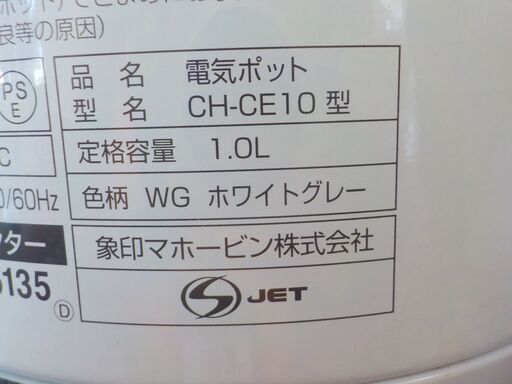 良等の原因)
PS
E
品名 電気ポット
型名 CH-CE10 型
定格容量 1.0L
C
色柄 WG ホワイトグレー
/60Hz
象印マホービン株式会社
ター
135
D
JET